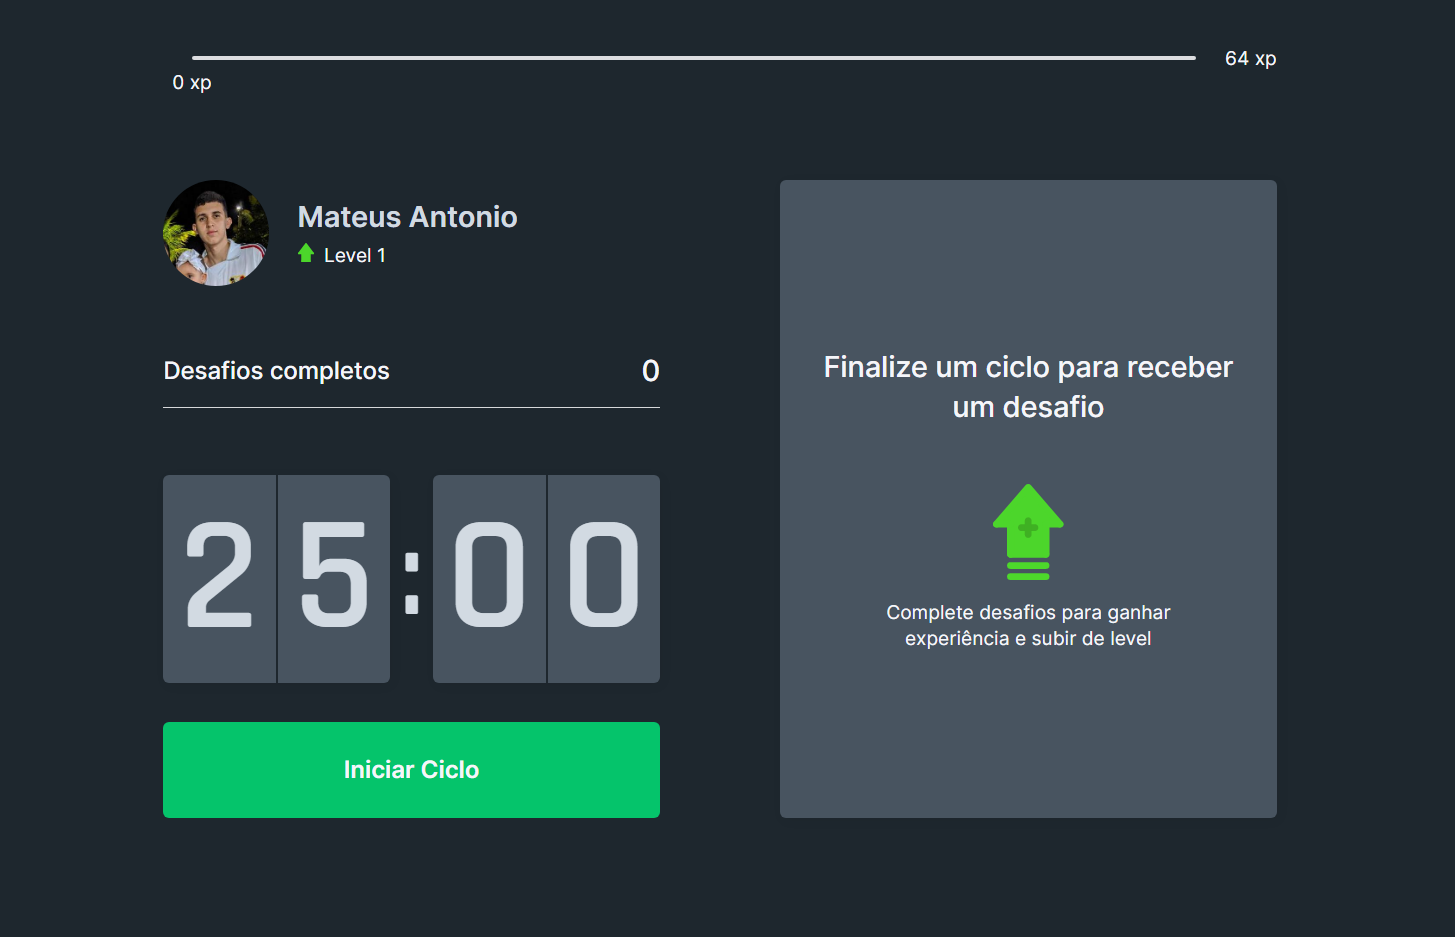 64 xp
0 xp
Mateus Antonio
Level 1
Desafios completos 0
25:00
Iniciar Ciclo
Finalize um ciclo para receber
um desafio
Complete desafios para ganhar
experiência e subir de level